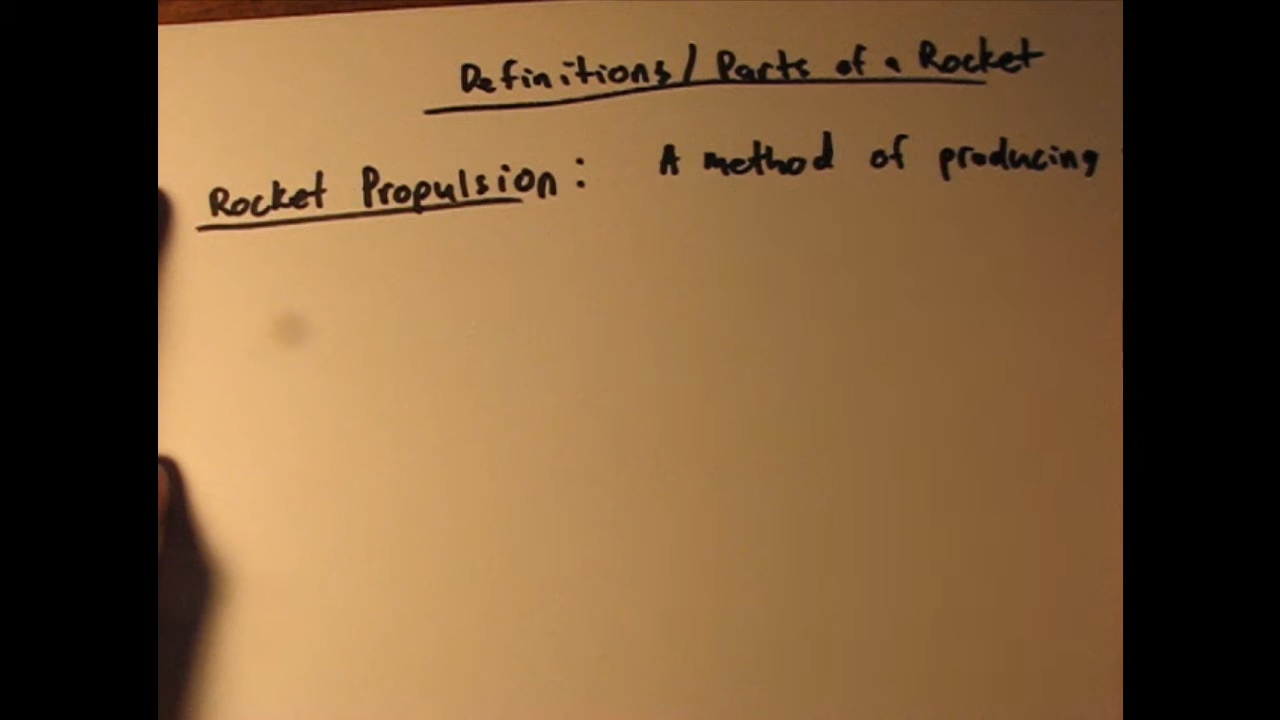 Definitions / Parts of a Rocket
Rocket Propulsion : A method of producing